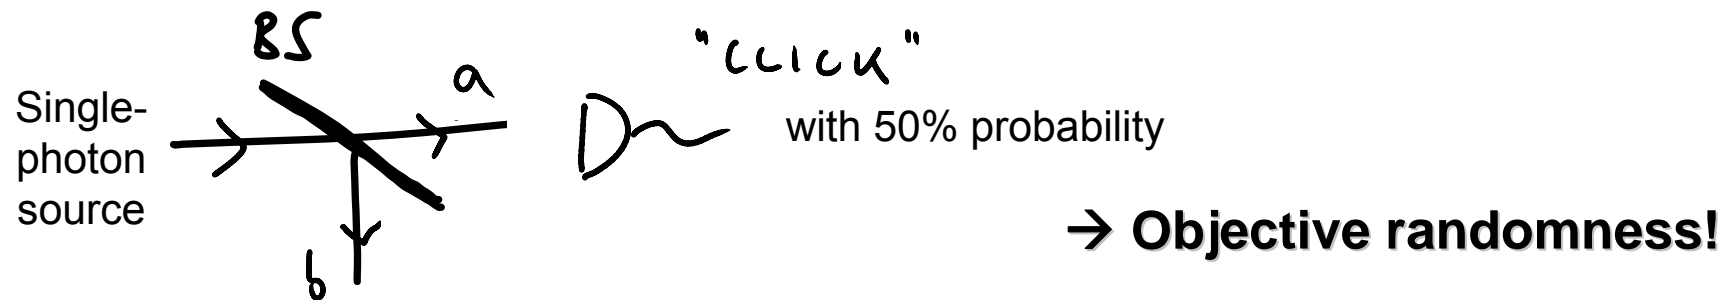 BS
"CLICK"
a
Single-
photon
source
with 50% probability
→ Objective randomness!
b